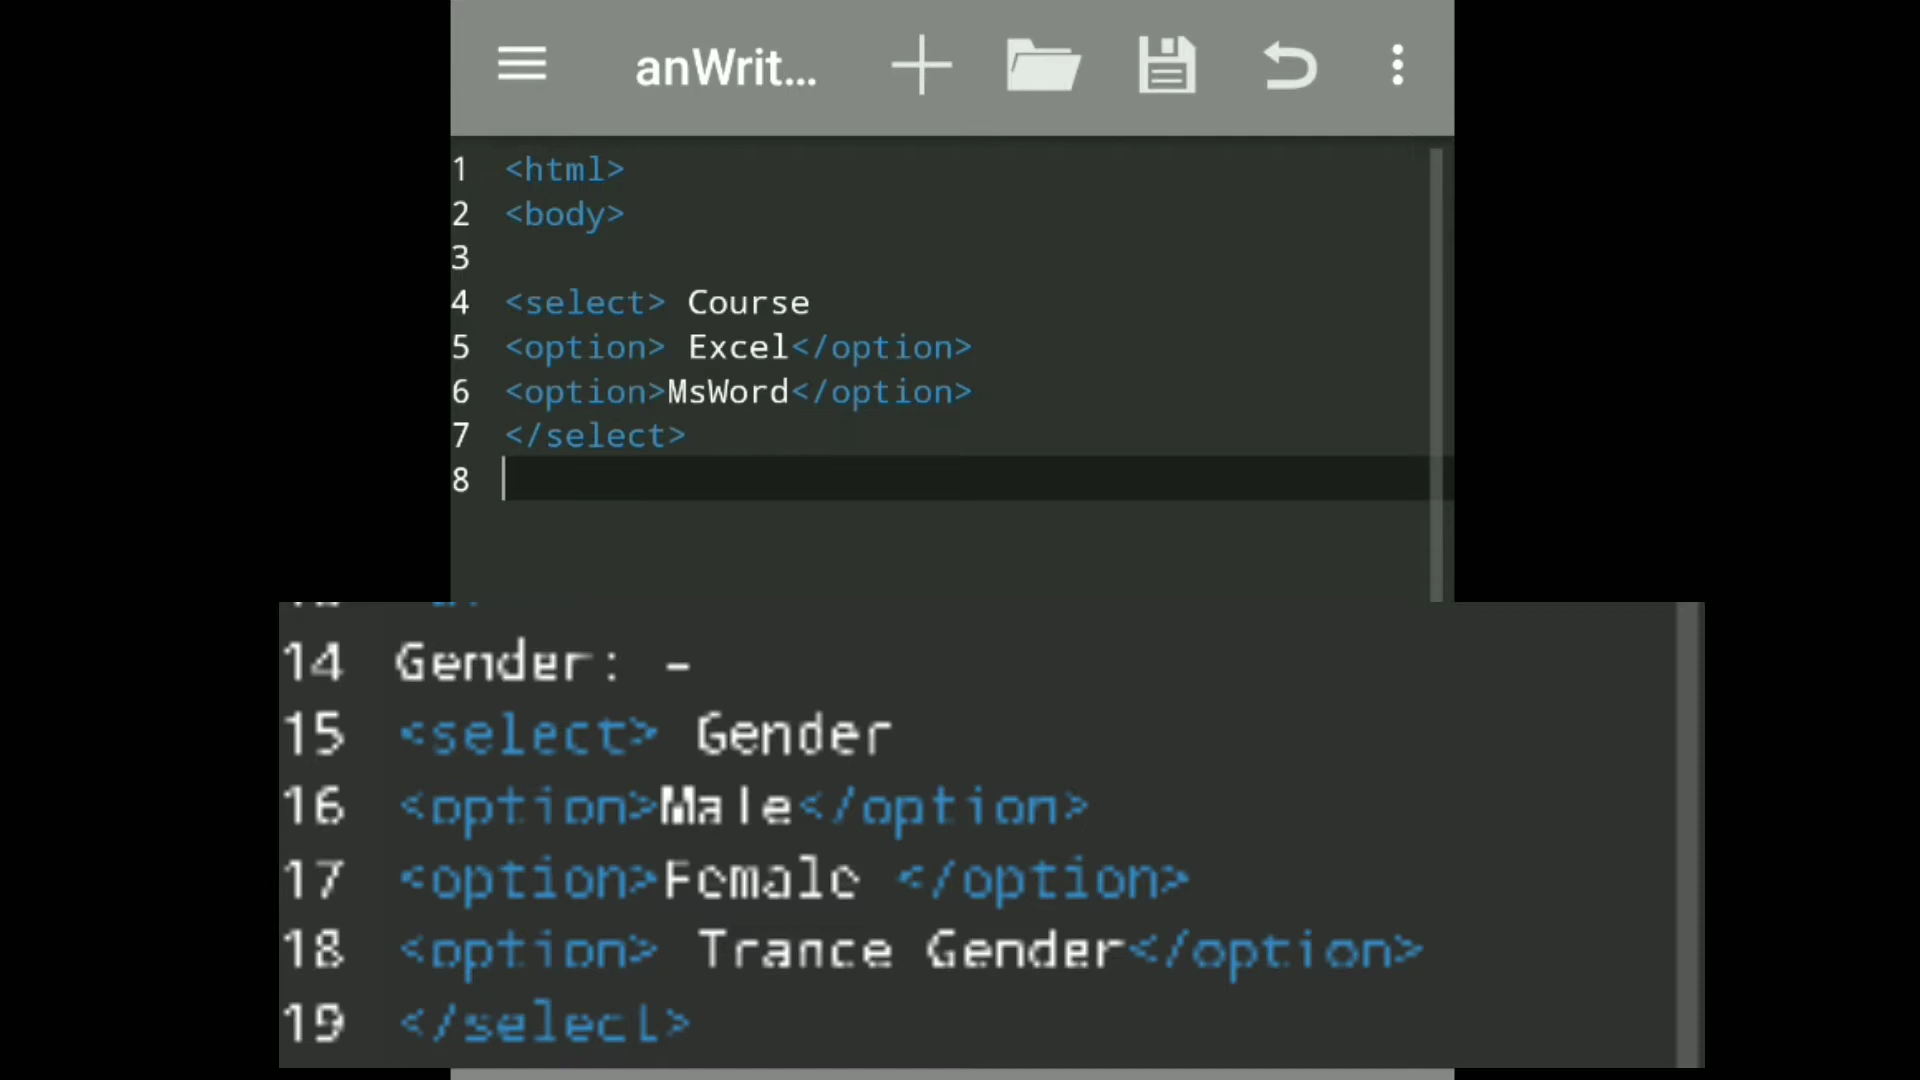 anWrit...
1 <html>
2 <body>
3
4 <select> Course
5 <option> Excel</option>
6 <option>MsWord</option>
7 </select>
8
14 Gender: -
15 <select> Gender
16 <option>Male</option>
17 <option>Female </option>
18 <option> Trance Gender</option>
19 </select>